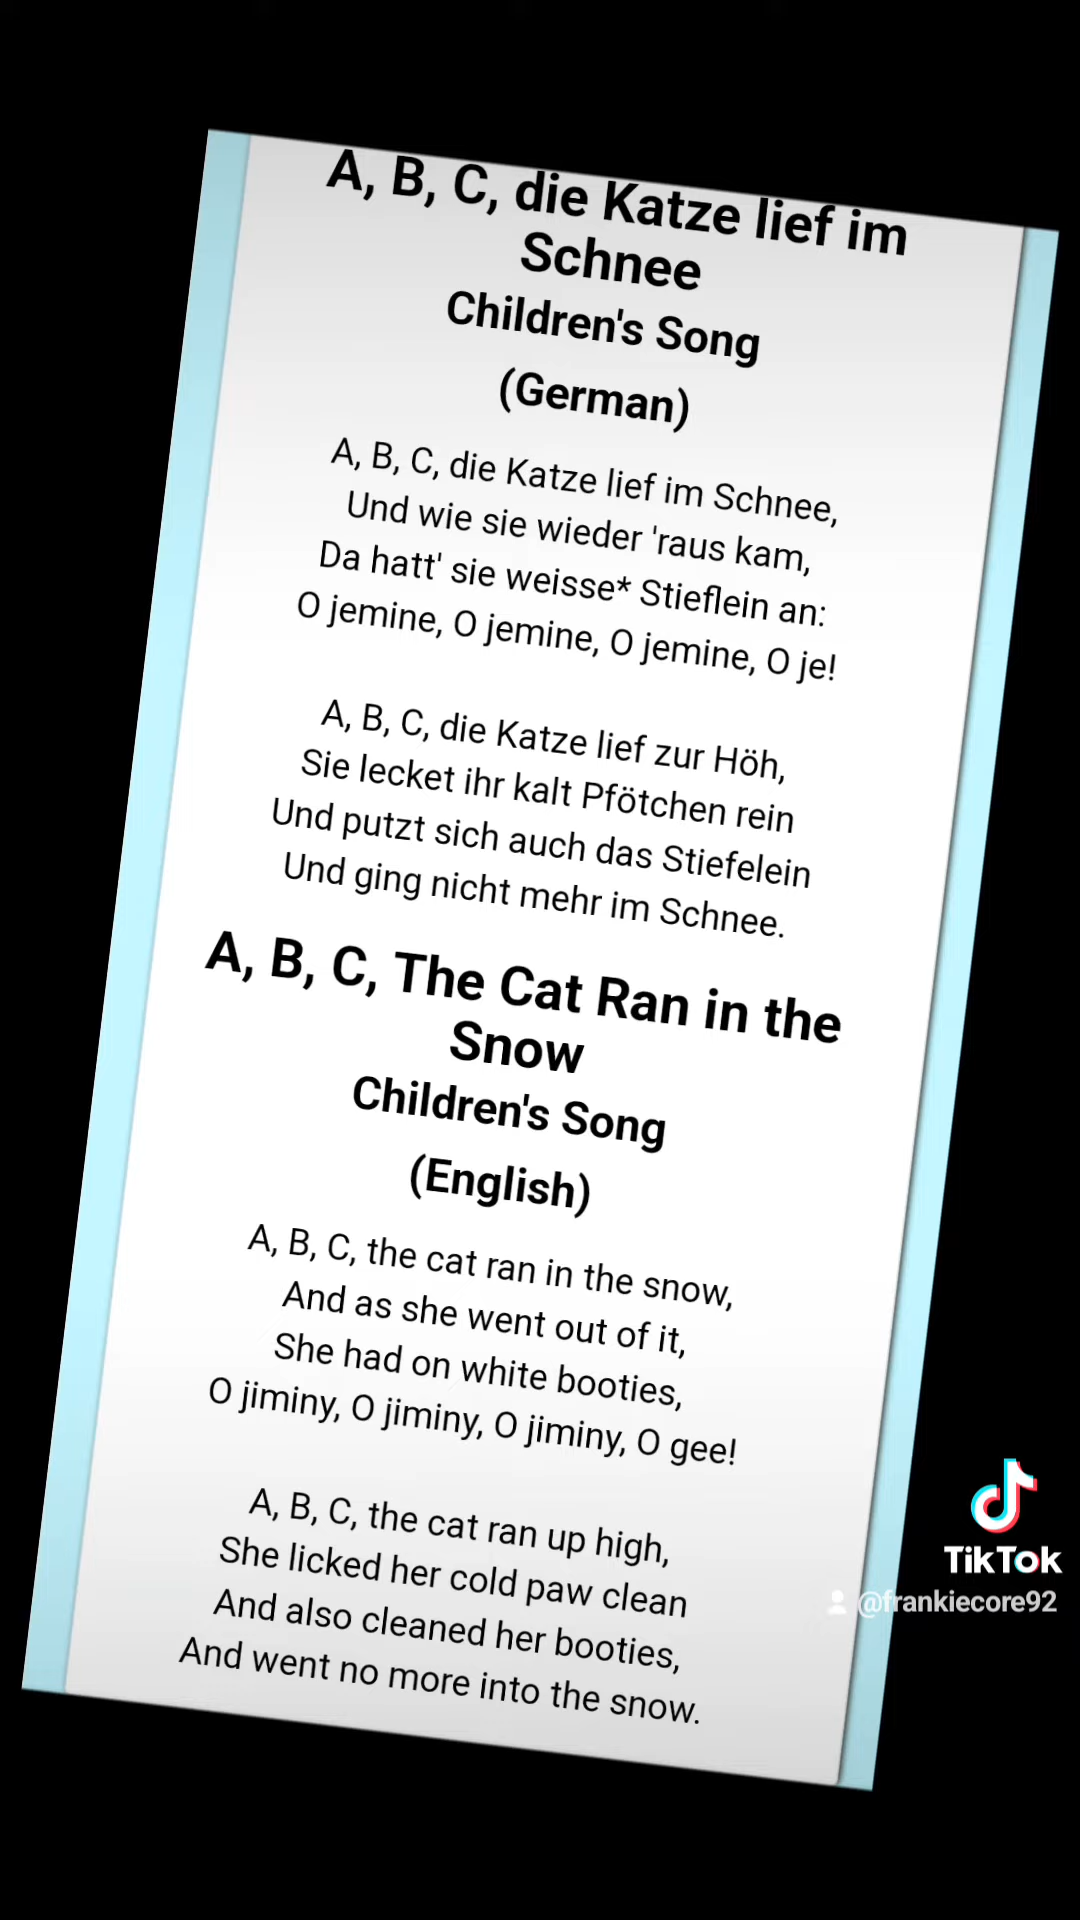 A, B, C, die Katze lief im
Schnee
Children's Song
(German)
A, B, C, die Katze lief im Schnee,
Und wie sie wieder 'raus kam,
Da hatt' sie weisse* Stieflein an:
O jemine, O jemine, O jemine, O je!
A, B, C, die Katze lief zur Höh,
Sie lecket ihr kalt Pfötchen rein
Und putzt sich auch das Stiefelein
Und ging nicht mehr im Schnee.
A, B, C, The Cat Ran in the
Snow
Children's Song
(English)
A, B, C, the cat ran in the snow,
And as she went out of it,
She had on white booties,
O jiminy, O jiminy, O jiminy, O gee!
A, B, C, the cat ran up high,
She licked her cold paw clean
And also cleaned her booties,
And went no more into the snow.
TikTok
@frankiecore92